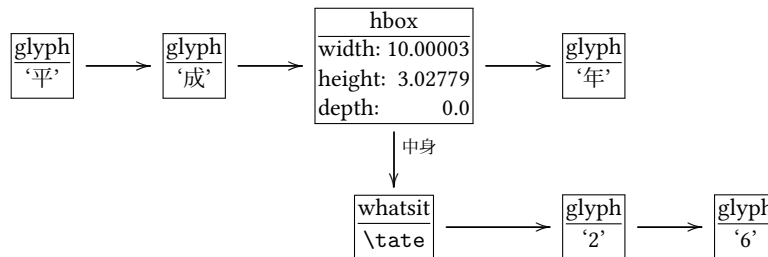 glyph
‘平’
glyph
‘成’
hbox
width: 10.00003
height: 3.02779
depth: 0.0
glyph
‘年’
中身
whatsit
\tate
glyph
‘2’
glyph
‘6’